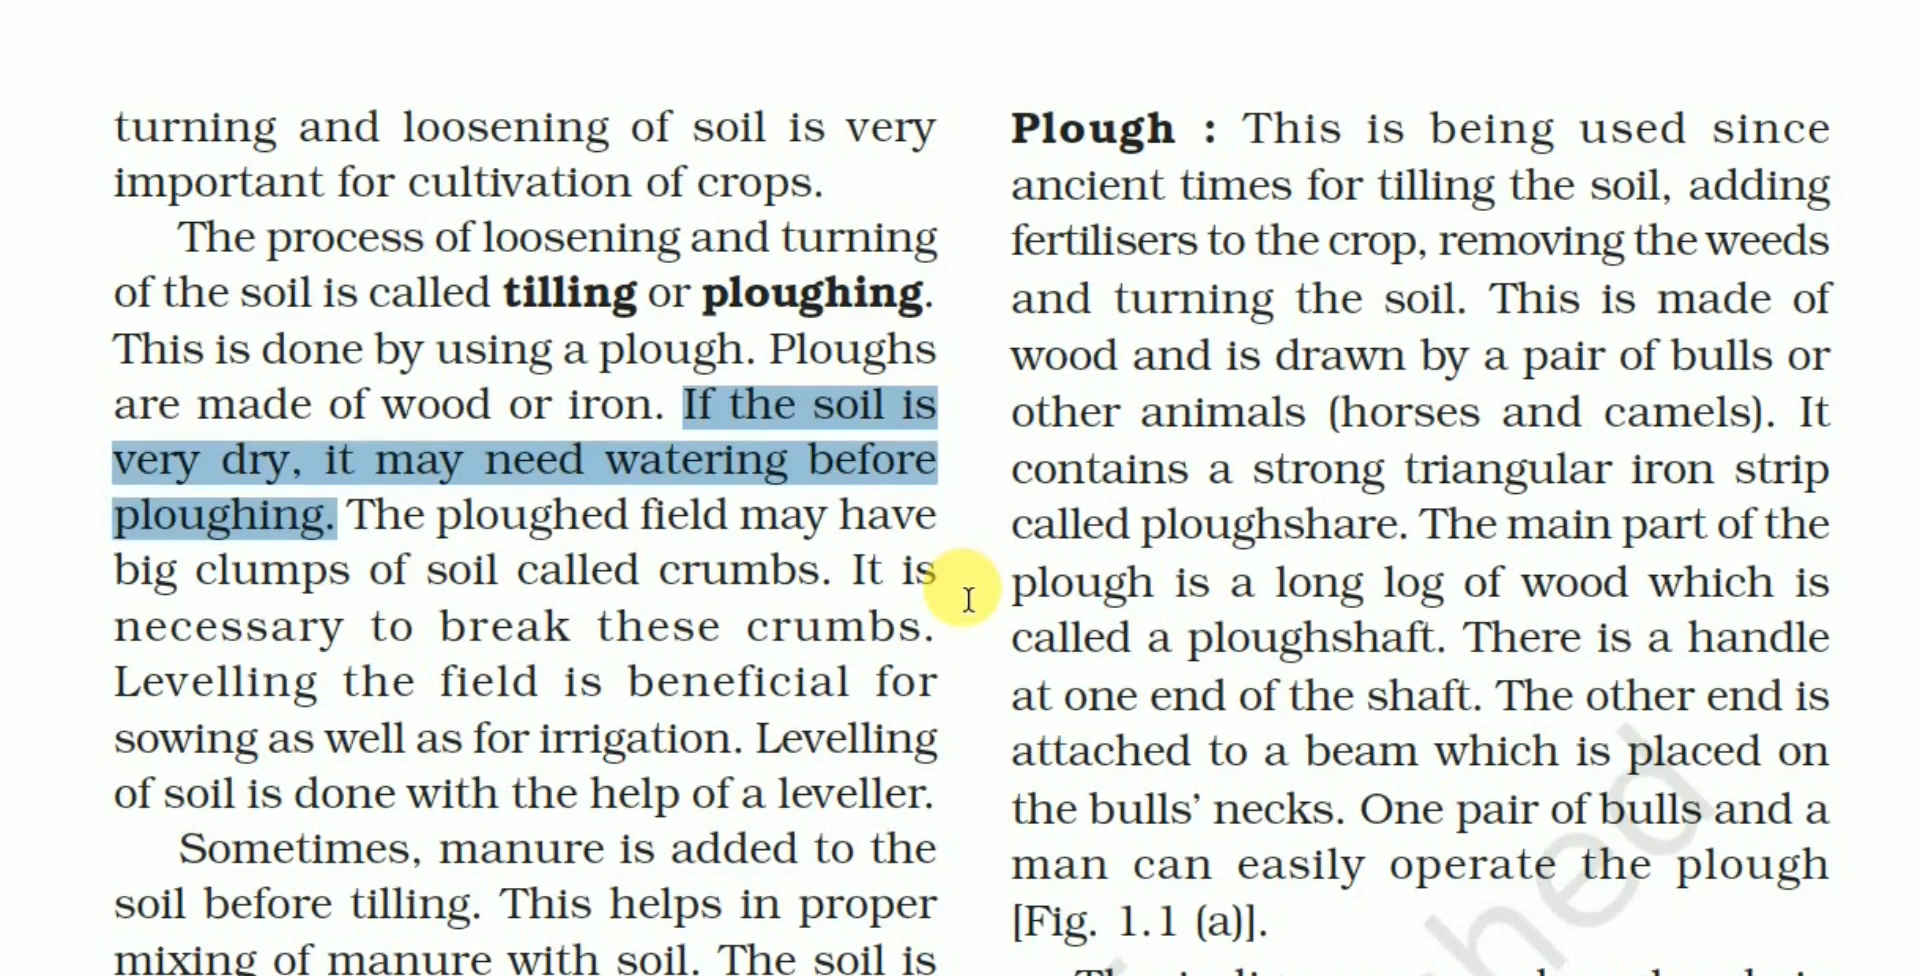 turning and loosening of soil is very
important for cultivation of crops.
The process of loosening and turning
of the soil is called tilling or ploughing.
This is done by using a plough. Ploughs
are made of wood or iron. If the soil is
very dry, it may need watering before
ploughing. The ploughed field may have
big clumps of soil called crumbs. It is
necessary to break these crumbs.
Levelling the field is beneficial for
sowing as well as for irrigation. Levelling
of soil is done with the help of a leveller.
Sometimes, manure is added to the
soil before tilling. This helps in proper
mixing of manure with soil. The soil is
Plough : This is being used since
ancient times for tilling the soil, adding
fertilisers to the crop, removing the weeds
and turning the soil. This is made of
wood and is drawn by a pair of bulls or
other animals (horses and camels). It
contains a strong triangular iron strip
called ploughshare. The main part of the
plough is a long log of wood which is
called a ploughshaft. There is a handle
at one end of the shaft. The other end is
attached to a beam which is placed on
the bulls’ necks. One pair of bulls and a
man can easily operate the plough
[Fig. 1.1 (a)].